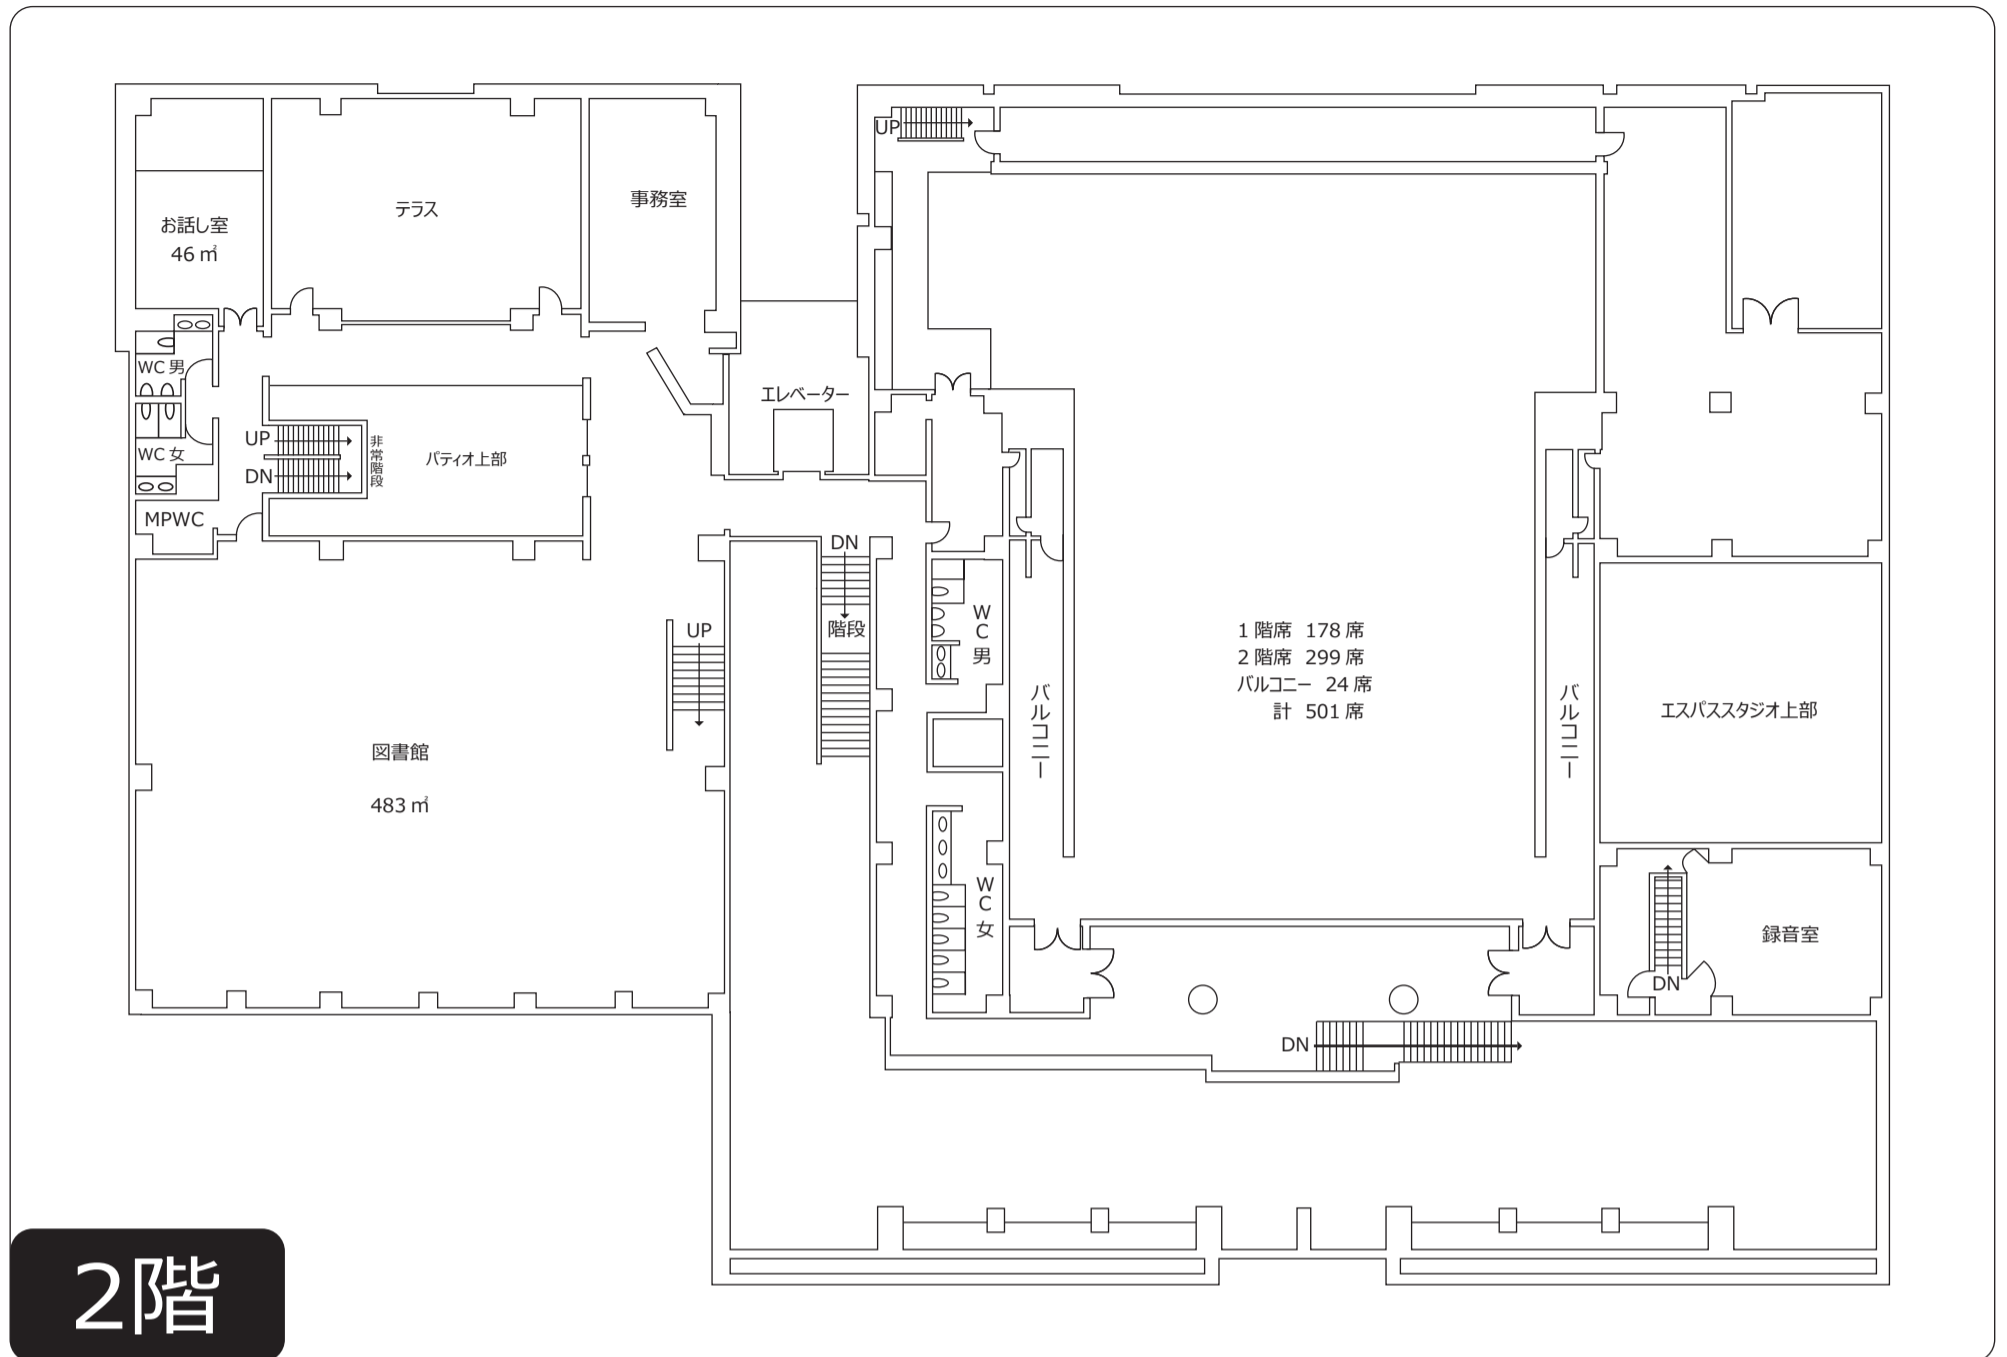 UP
お話し室
46 ㎡
テラス
事務室
WC 男
WC 女
MPWC
UP
DN
非常階段
パティオ上部
エレベーター
DN
階段
UP
図書館
483 ㎡
WC男
WC女
バルコニー
1 階席 178 席
2 階席 299 席
バルコニー 24 席
計 501 席
バルコニー
エスパススタジオ上部
録音室
DN
DN
2階